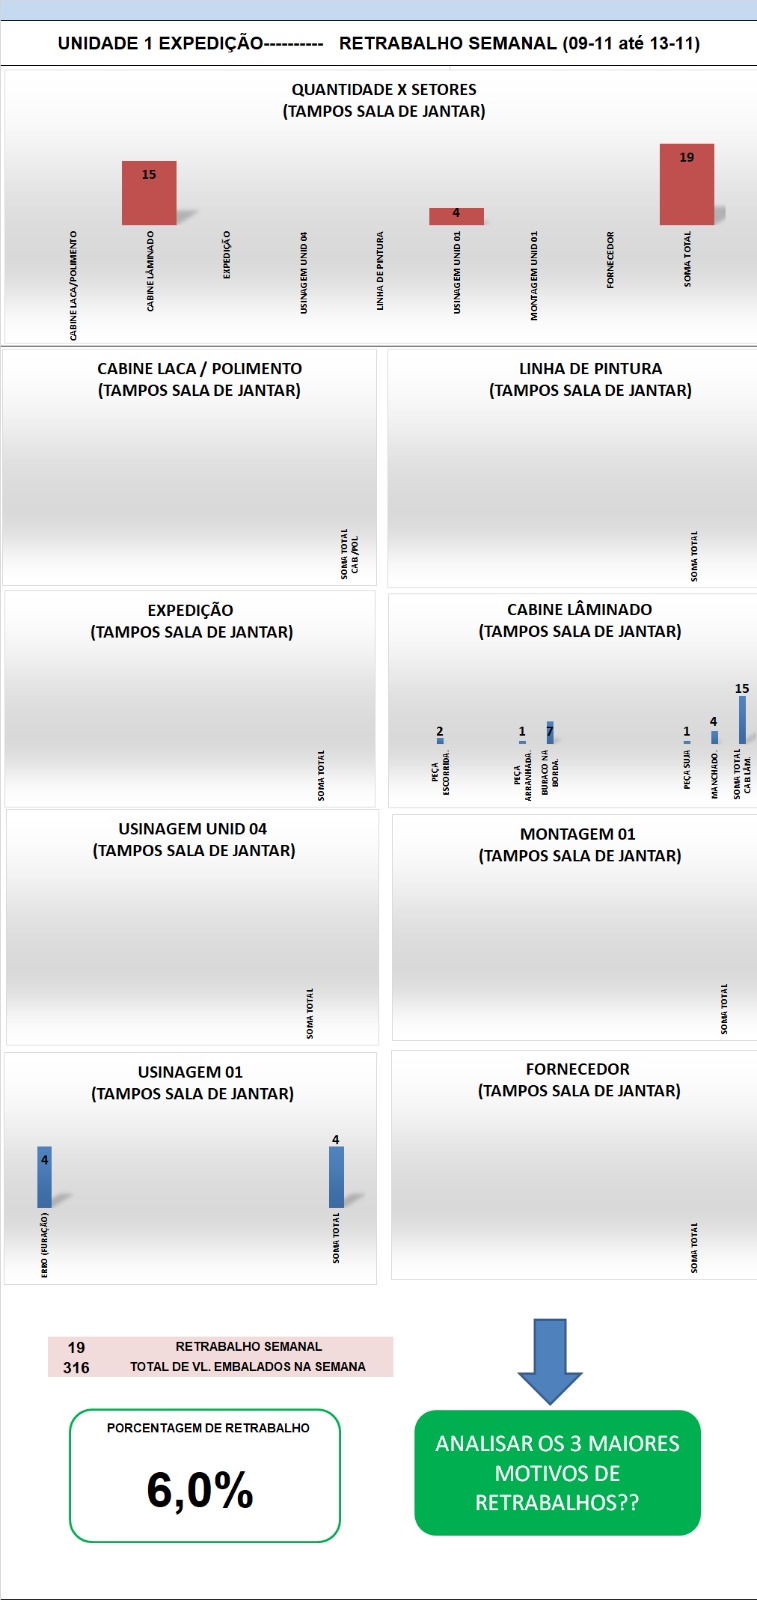 UNIDADE 1 EXPEDIÇÃO---------- RETRABALHO SEMANAL (09-11 até 13-11)
QUANTIDADE X SETORES
(TAMPOS SALA DE JANTAR)
15
4
19
CABINE LACA/POLIMENTO
CABINE LÂMINADO
EXPEDIÇÃO
USINAGEM UNID 04
LINHA DE PINTURA
USINAGEM UNID 01
MONTAGEM UNID 01
FORNECEDOR
SOMA TOTAL
CABINE LACA / POLIMENTO
(TAMPOS SALA DE JANTAR)
SOMA TOTAL
CAB./POL.
LINHA DE PINTURA
(TAMPOS SALA DE JANTAR)
SOMA TOTAL
EXPEDIÇÃO
(TAMPOS SALA DE JANTAR)
SOMA TOTAL
CABINE LÂMINADO
(TAMPOS SALA DE JANTAR)
2
1
7
1
4
15
PEÇA
ESCORRIDA.
PEÇA
ARRANHADA.
BURACO NA
BORDA.
PEÇA SUJA
MANCHADO.
SOMA TOTAL
CAB LÂM.
USINAGEM UNID 04
(TAMPOS SALA DE JANTAR)
SOMA TOTAL
MONTAGEM 01
(TAMPOS SALA DE JANTAR)
SOMA TOTAL
USINAGEM 01
(TAMPOS SALA DE JANTAR)
4
4
ERRO (FURAÇÃO)
SOMA TOTAL
FORNECEDOR
(TAMPOS SALA DE JANTAR)
SOMA TOTAL
19 RETRABALHO SEMANAL
316 TOTAL DE VL. EMBALADOS NA SEMANA
PORCENTAGEM DE RETRABALHO
6,0%
ANALISAR OS 3 MAIORES
MOTIVOS DE
RETRABALHOS??